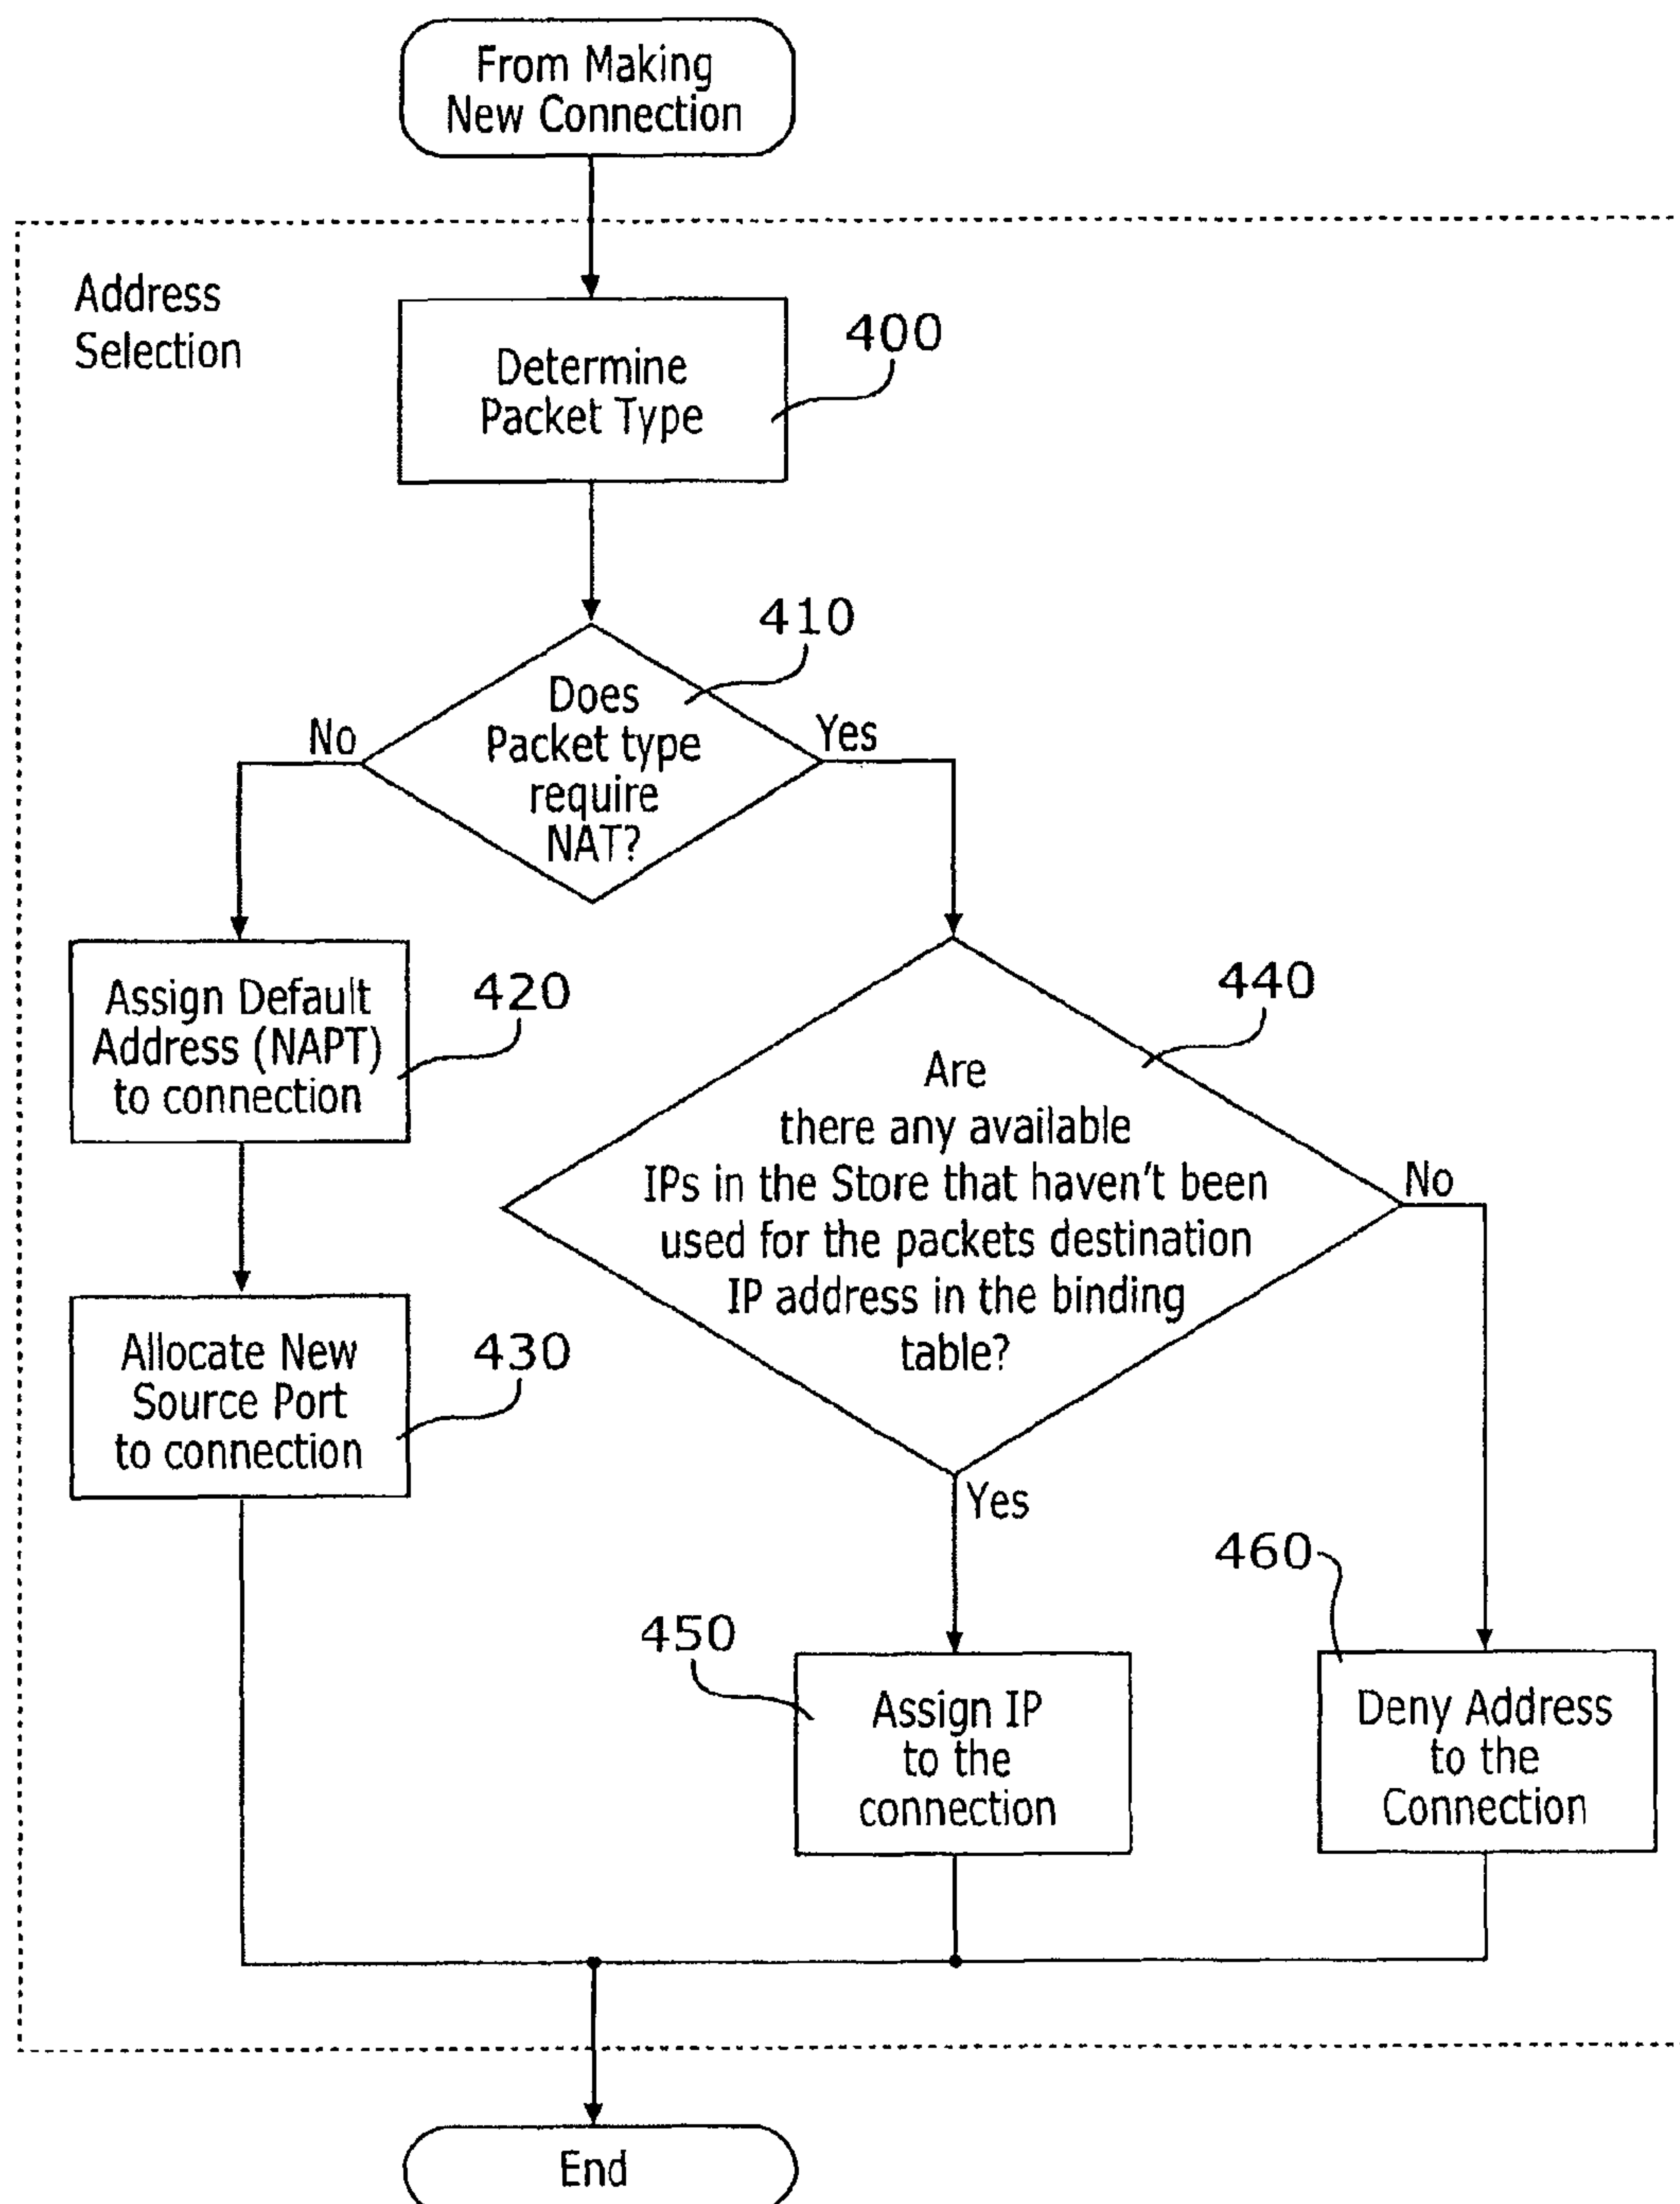 From Making
New Connection
Address
Selection
Determine
Packet Type
400
410
Does
Packet type
require
NAT?
No
Yes
Assign Default
Address (NAPT)
to connection
420
440
Are
there any available
IPs in the Store that haven't been
used for the packets destination
IP address in the binding
table?
No
Yes
Allocate New
Source Port
to connection
430
450
Assign IP
to the
connection
460
Deny Address
to the
Connection
End